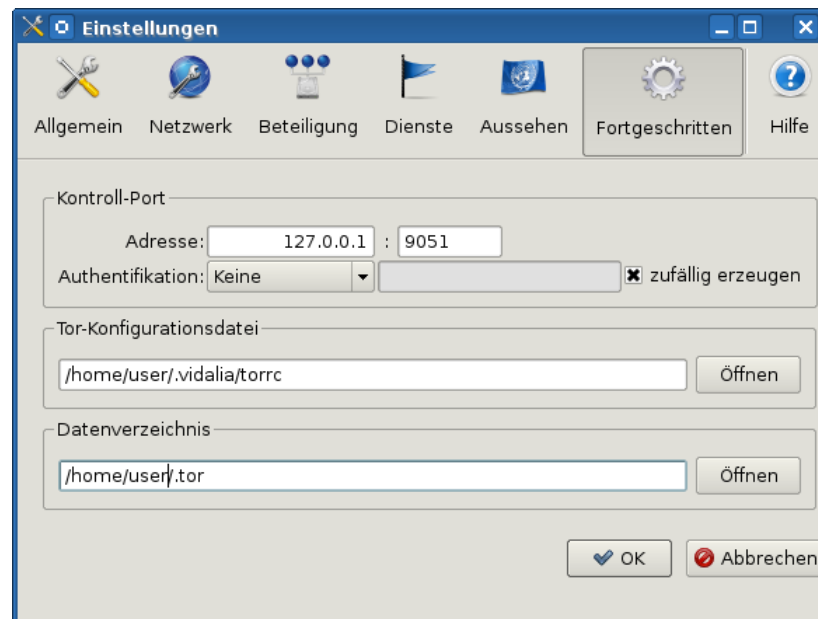 Einstellungen
Allgemein Netzwerk Beteiligung Dienste Aussehen Fortgeschritten Hilfe
Kontroll-Port
Adresse: 127.0.0.1 : 9051
Authentifikation: Keine zufällig erzeugen
Tor-Konfigurationsdatei
/home/user/.vidalia/torrc Öffnen
Datenverzeichnis
/home/user/.tor Öffnen
OK Abbrechen